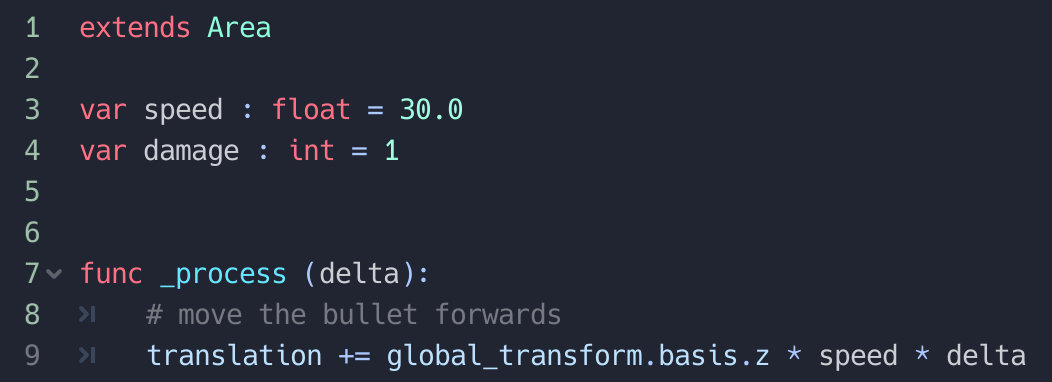 1 extends Area
2
3 var speed : float = 30.0
4 var damage : int = 1
5
6
7 func _process (delta):
8 # move the bullet forwards
9 translation += global_transform.basis.z * speed * delta